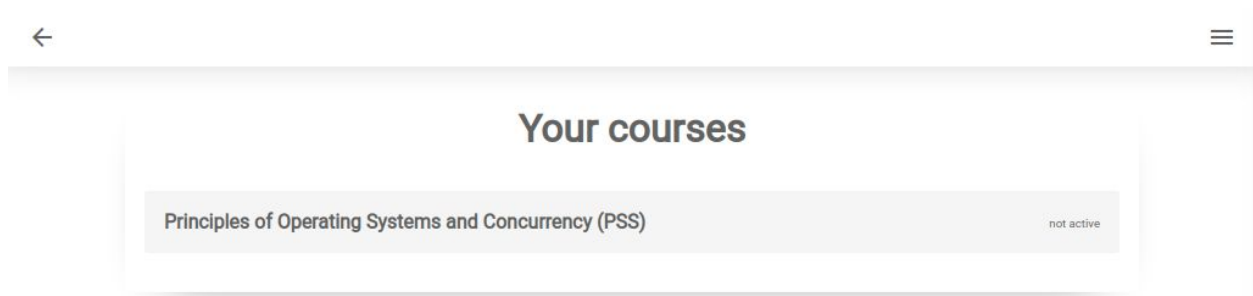 Your courses
Principles of Operating Systems and Concurrency (PSS) not active